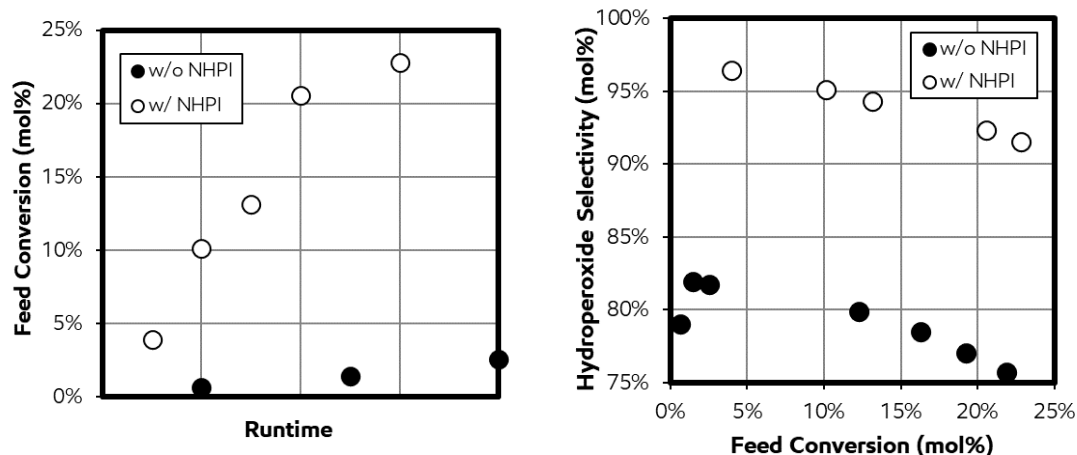 25%
20%
15%
10%
5%
0%
Feed Conversion (mol%)
w/o NHPI
w/ NHPI
Runtime
100%
95%
90%
85%
80%
75%
Hydroperoxide Selectivity (mol%)
w/o NHPI
w/ NHPI
0% 5% 10% 15% 20% 25%
Feed Conversion (mol%)